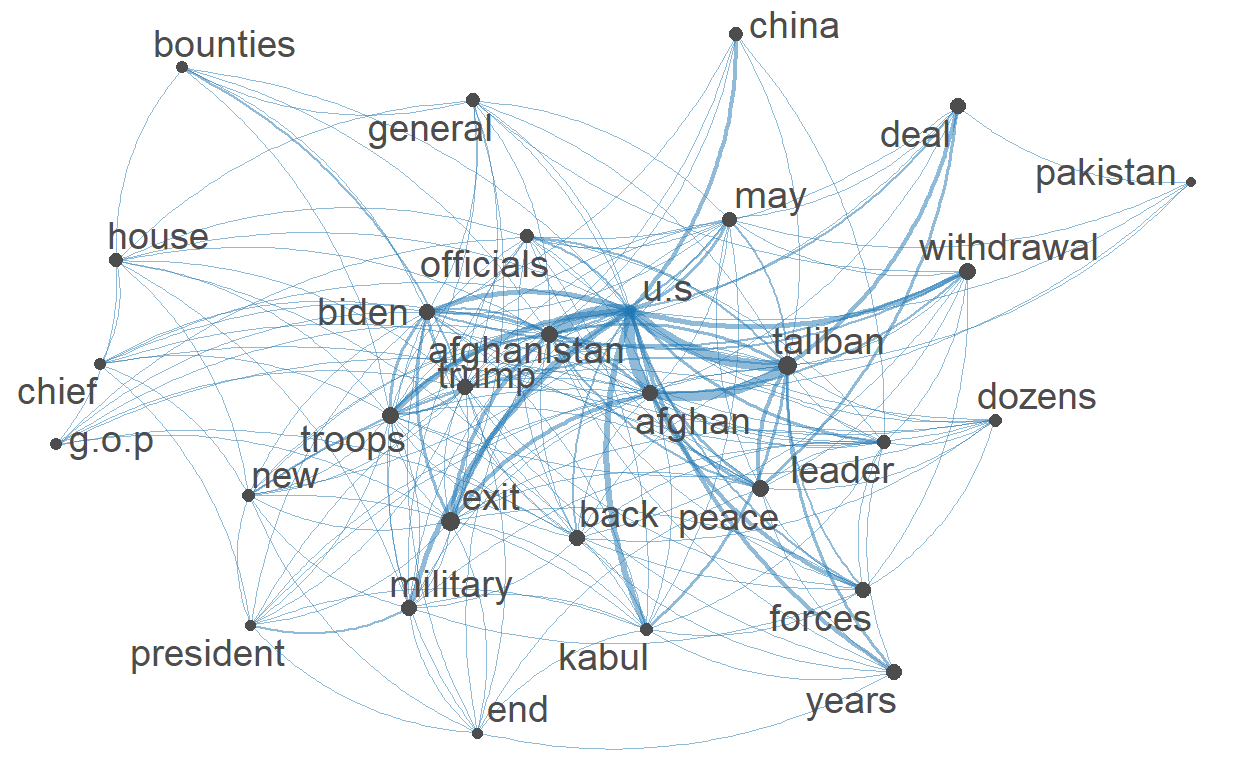 china
bounties
general
deal
pakistan
may
house
withdrawal
officials
u.s
biden
taliban
afghanistan
trump
chief
dozens
afghan
troops
g.o.p
leader
new
exit
back
peace
military
forces
president
kabul
years
end